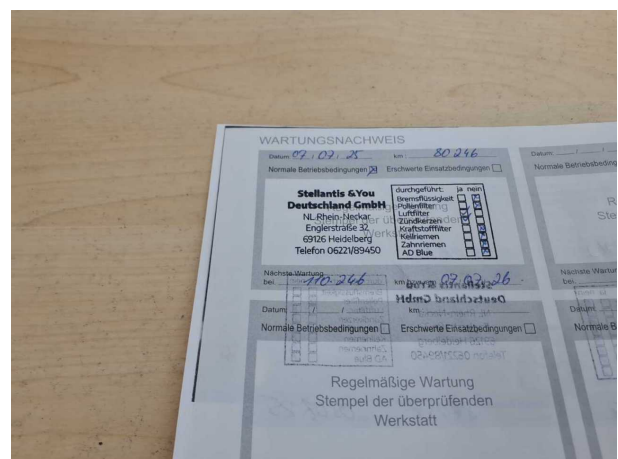 WARTUNGSNACHWEIS
Datum: 07 / 07 / 25 km: 80 246
Normale Betriebsbedingungen Erschwerte Einsatzbedingungen
Stellantis &You
Deutschland GmbH
NL Rhein-Neckar
Englerstraße 32
69126 Heidelberg
Telefon 06221/89450
durchgeführt: ja nein
Bremsflüssigkeit
Pollenfilter
Luftfilter
Zündkerzen
Kraftstofffilter
Keilriemen
Zahnriemen
AD Blue
Nächste Wartung
bei 110 246 km 07.07.26
Datum: / / km:
Normale Betriebsbedingungen Erschwerte Einsatzbedingungen
Regelmäßige Wartung
Stempel der überprüfenden
Werkstatt
Datum: / /
Normale Betriebsbeding
Nächste Wartung
bei
Datum:
Normale B